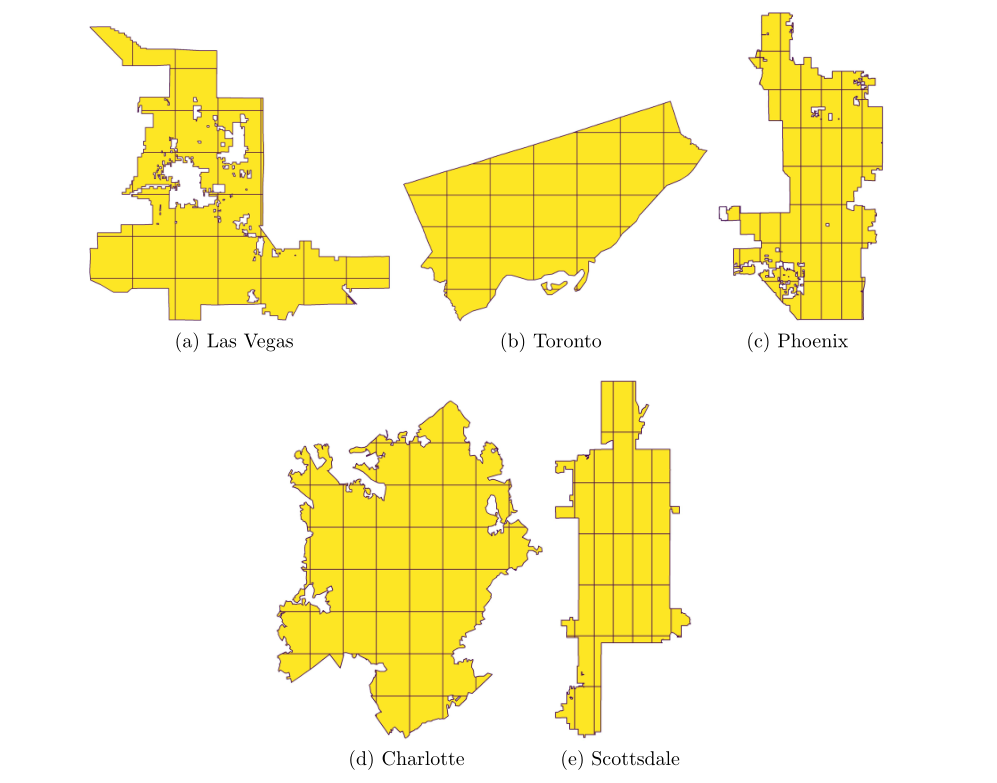 (a) Las Vegas
(b) Toronto
(c) Phoenix
(d) Charlotte
(e) Scottsdale